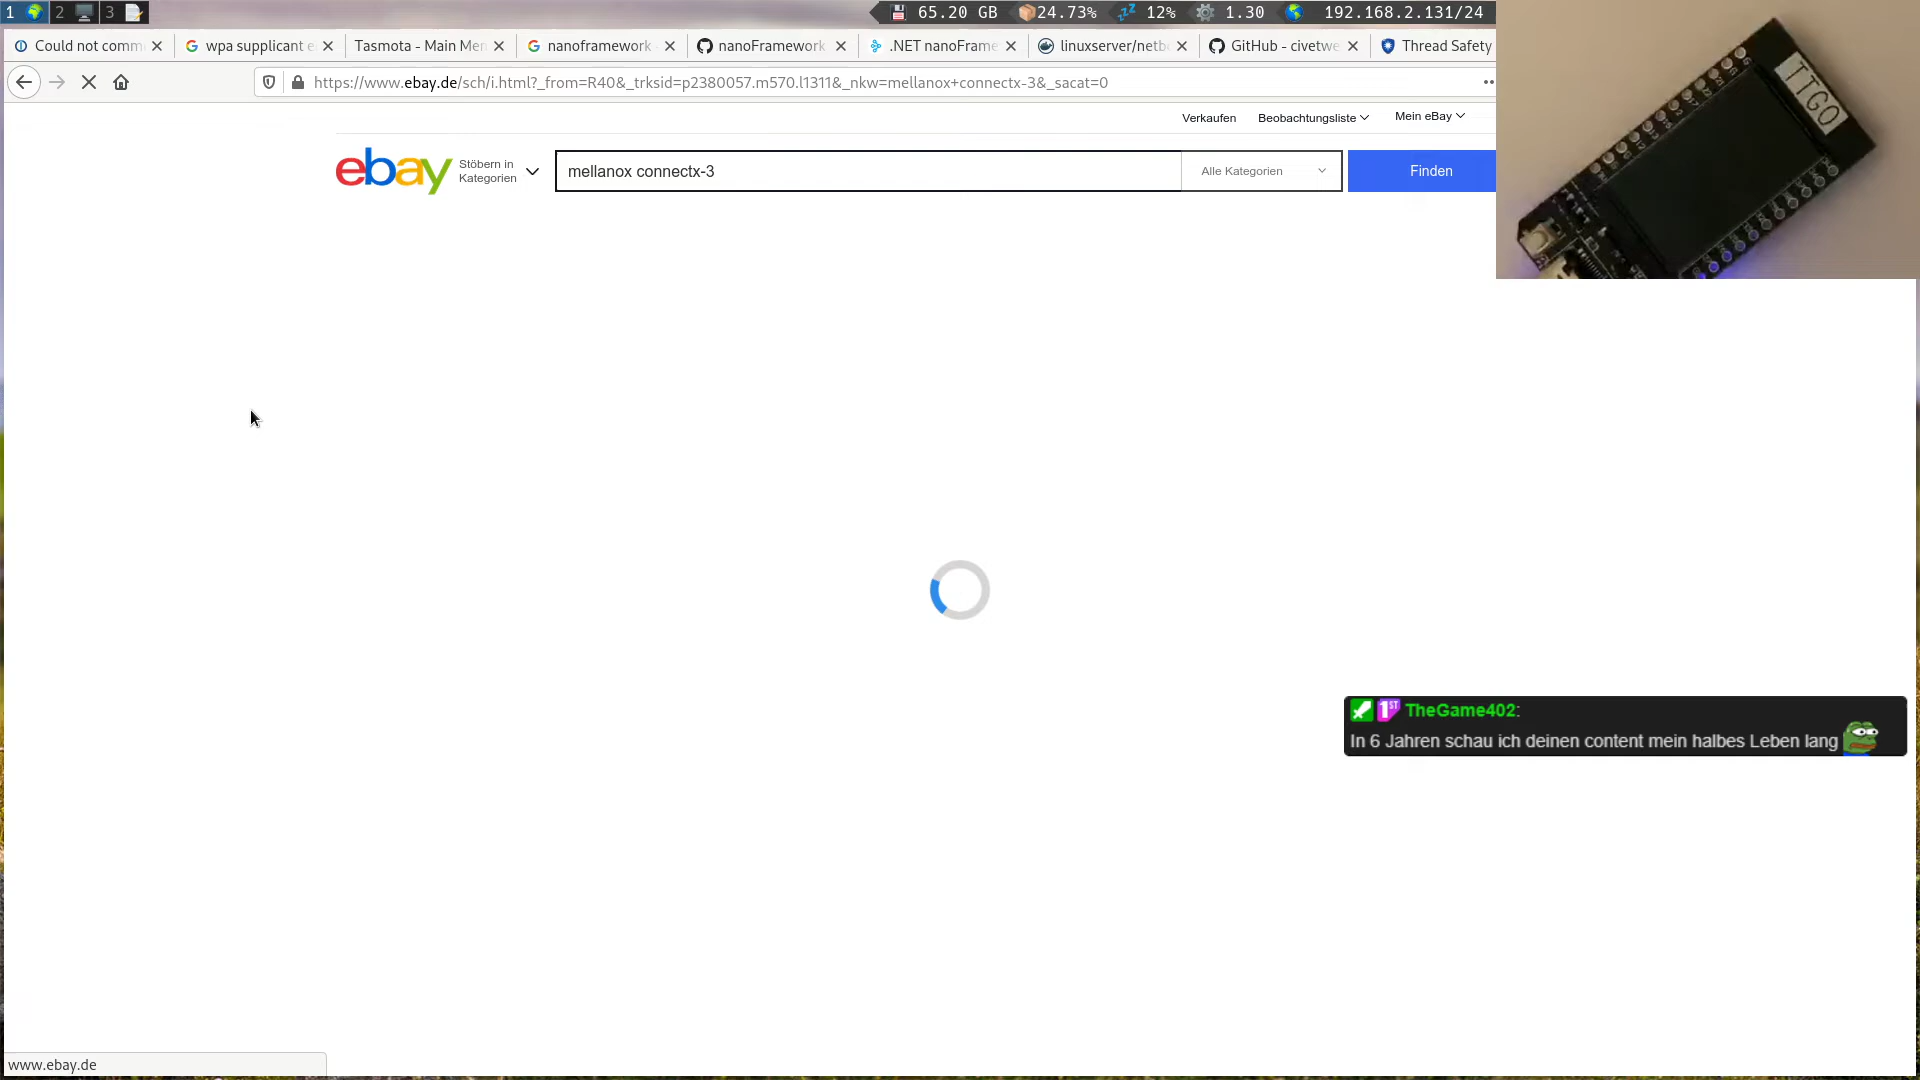 1 2 3 65.20 GB 24.73% 12% 1.30 192.168.2.131/24
Could not comm wpa supplicant e Tasmota - Main Men nanoframework nanoFramework .NET nanoFrame linuxserver/netb GitHub - civetwe Thread Safety
https://www.ebay.de/sch/i.html?_from=R40&_trksid=p2380057.m570.l1311&_nkw=mellanox+connectx-3&_sacat=0
TTGO
Verkaufen Beobachtungsliste Mein eBay
ebay
Stöbern in
Kategorien
mellanox connectx-3
Alle Kategorien
Finden
1ST TheGame402:
In 6 Jahren schau ich deinen content mein halbes Leben lang
www.ebay.de